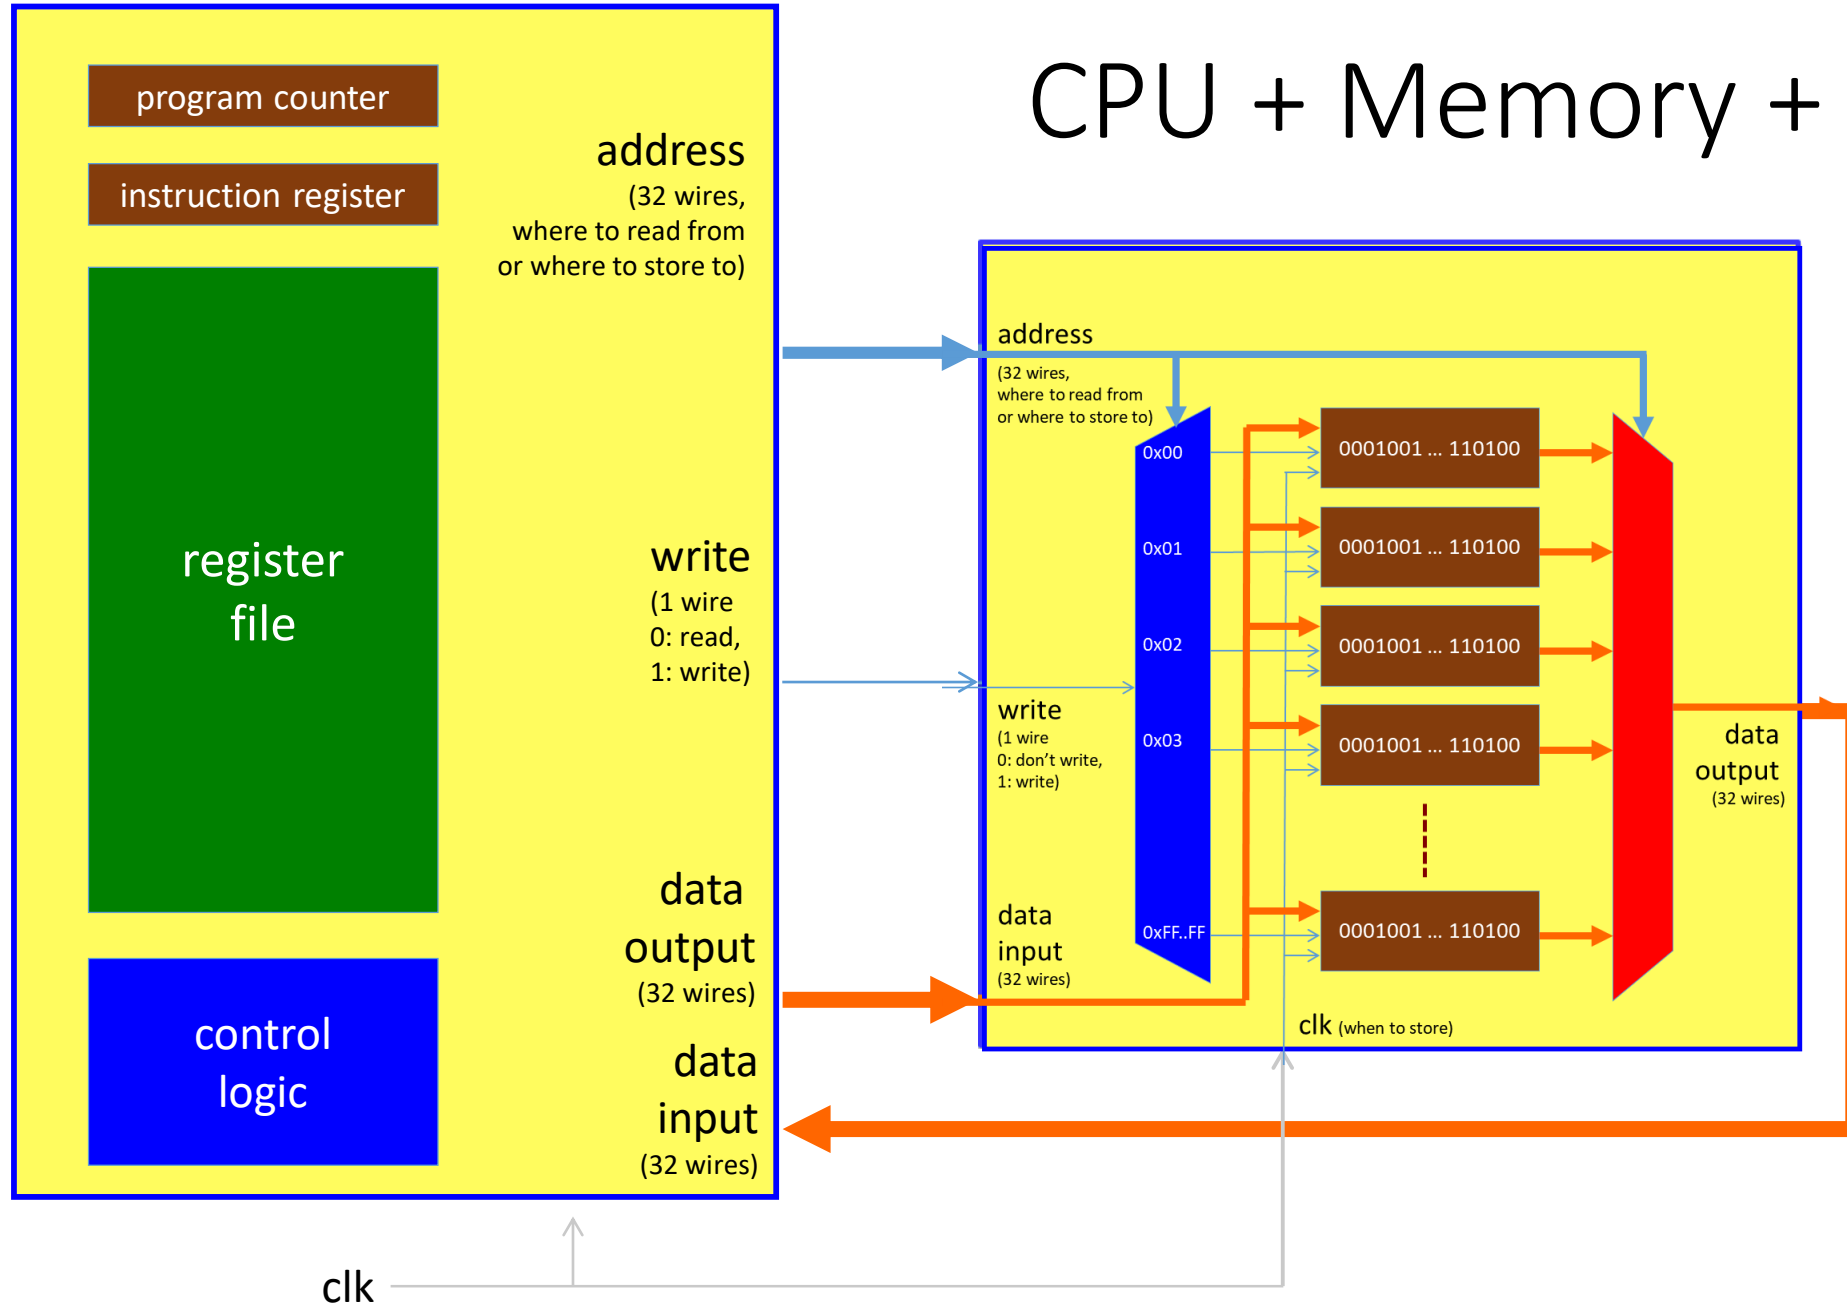 CPU + Memory +
program counter
instruction register
register
file
control
logic
address
(32 wires,
where to read from
or where to store to)
write
(1 wire
0: read,
1: write)
data
output
(32 wires)
data
input
(32 wires)
clk
address
(32 wires,
where to read from
or where to store to)
write
(1 wire
0: don’t write,
1: write)
data
input
(32 wires)
0x00
0x01
0x02
0x03
0xFF..FF
0001001 ... 110100
0001001 ... 110100
0001001 ... 110100
0001001 ... 110100
0001001 ... 110100
clk (when to store)
data
output
(32 wires)